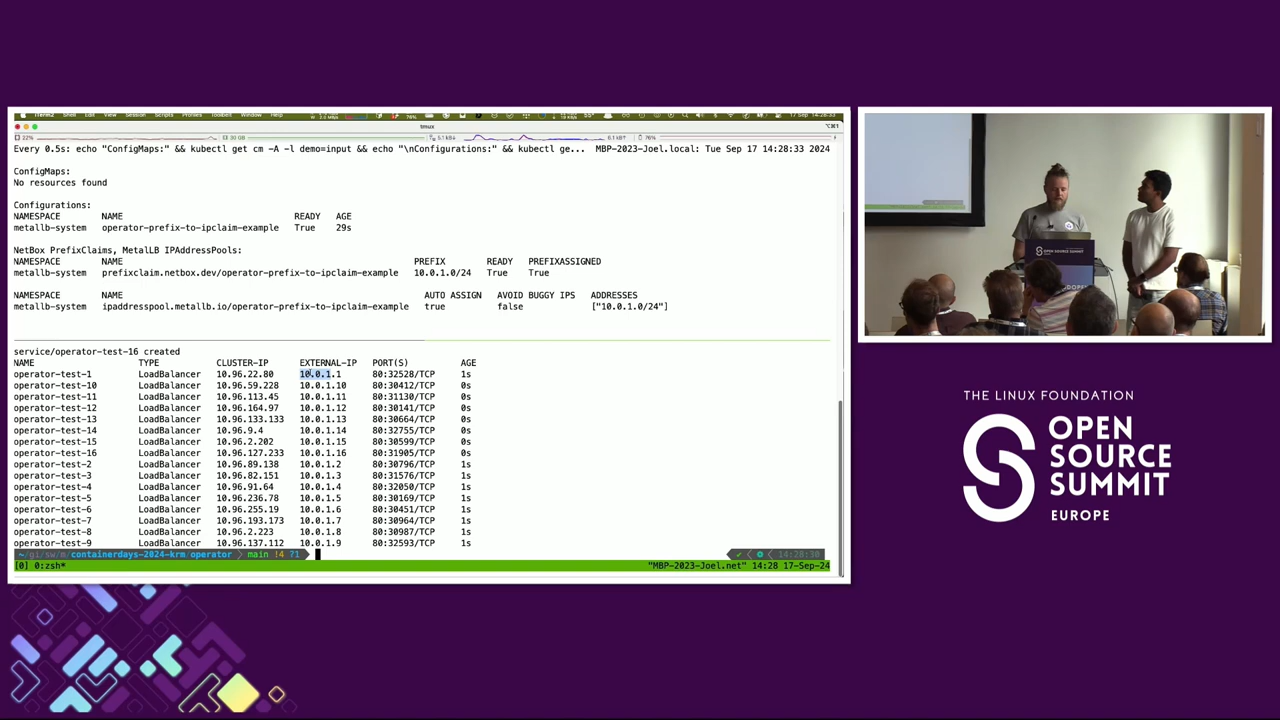 iTerm2 Shell Edit View Session Scripts Profiles Toolbelt Window Help
tmux
Every 0.5s: echo "ConfigMaps:" && kubectl get cm -A -l demo=input && echo "\nConfigurations:" && kubectl ge... MBP-2023-Joel.local: Tue Sep 17 14:28:33 2024
ConfigMaps:
No resources found
Configurations:
NAMESPACE NAME READY AGE
metallb-system operator-prefix-to-ipclaim-example True 29s
NetBox PrefixClaims, MetalLB IPAddressPools:
NAMESPACE NAME PREFIX READY PREFIXASSIGNED
metallb-system prefixclaim.netbox.dev/operator-prefix-to-ipclaim-example 10.0.1.0/24 True True
NAMESPACE NAME AUTO ASSIGN AVOID BUGGY IPS ADDRESSES
metallb-system ipaddresspool.metallb.io/operator-prefix-to-ipclaim-example true false ["10.0.1.0/24"]
service/operator-test-16 created
NAME TYPE CLUSTER-IP EXTERNAL-IP PORT(S) AGE
operator-test-1 LoadBalancer 10.96.22.80 10.0.1.1 80:32528/TCP 1s
operator-test-10 LoadBalancer 10.96.59.228 10.0.1.10 80:30412/TCP 0s
operator-test-11 LoadBalancer 10.96.113.45 10.0.1.11 80:31130/TCP 0s
operator-test-12 LoadBalancer 10.96.164.97 10.0.1.12 80:30141/TCP 0s
operator-test-13 LoadBalancer 10.96.133.133 10.0.1.13 80:30664/TCP 0s
operator-test-14 LoadBalancer 10.96.9.4 10.0.1.14 80:32755/TCP 0s
operator-test-15 LoadBalancer 10.96.2.202 10.0.1.15 80:30599/TCP 0s
operator-test-16 LoadBalancer 10.96.127.233 10.0.1.16 80:31905/TCP 0s
operator-test-2 LoadBalancer 10.96.89.138 10.0.1.2 80:30796/TCP 1s
operator-test-3 LoadBalancer 10.96.82.151 10.0.1.3 80:31576/TCP 1s
operator-test-4 LoadBalancer 10.96.91.64 10.0.1.4 80:32050/TCP 1s
operator-test-5 LoadBalancer 10.96.236.78 10.0.1.5 80:30169/TCP 1s
operator-test-6 LoadBalancer 10.96.255.19 10.0.1.6 80:30451/TCP 1s
operator-test-7 LoadBalancer 10.96.193.173 10.0.1.7 80:30964/TCP 1s
operator-test-8 LoadBalancer 10.96.2.223 10.0.1.8 80:30987/TCP 1s
operator-test-9 LoadBalancer 10.96.137.112 10.0.1.9 80:32593/TCP 1s
~/gi/sw/m/containerdays-2024-krm/operator main !4 ?1 14:28:30
[0] 0:zsh* "MBP-2023-Joel.net" 14:28 17-Sep-24
THE LINUX FOUNDATION
OPEN
SOURCE
SUMMIT
EUROPE